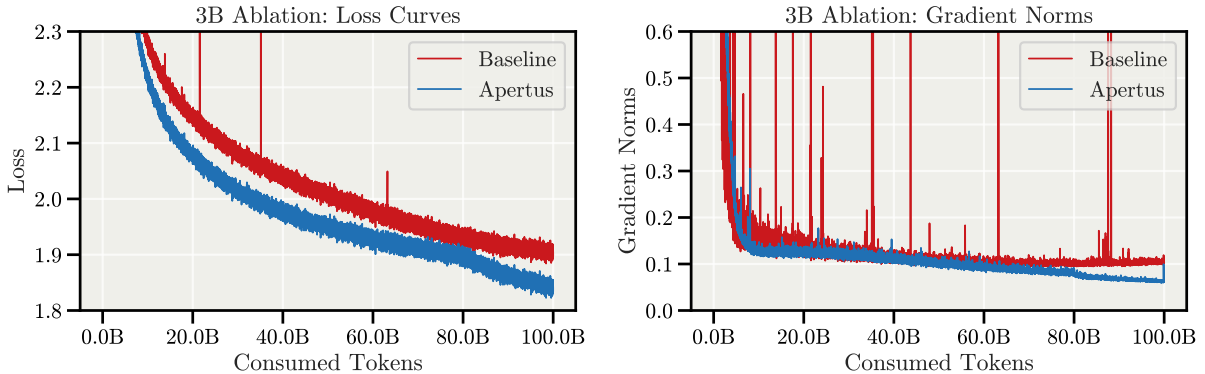 3B Ablation: Loss Curves
2.3
2.2
2.1
2.0
1.9
1.8
Loss
Baseline
Apertus
0.0B 20.0B 40.0B 60.0B 80.0B 100.0B
Consumed Tokens
3B Ablation: Gradient Norms
0.6
0.5
0.4
0.3
0.2
0.1
0.0
Gradient Norms
Baseline
Apertus
0.0B 20.0B 40.0B 60.0B 80.0B 100.0B
Consumed Tokens